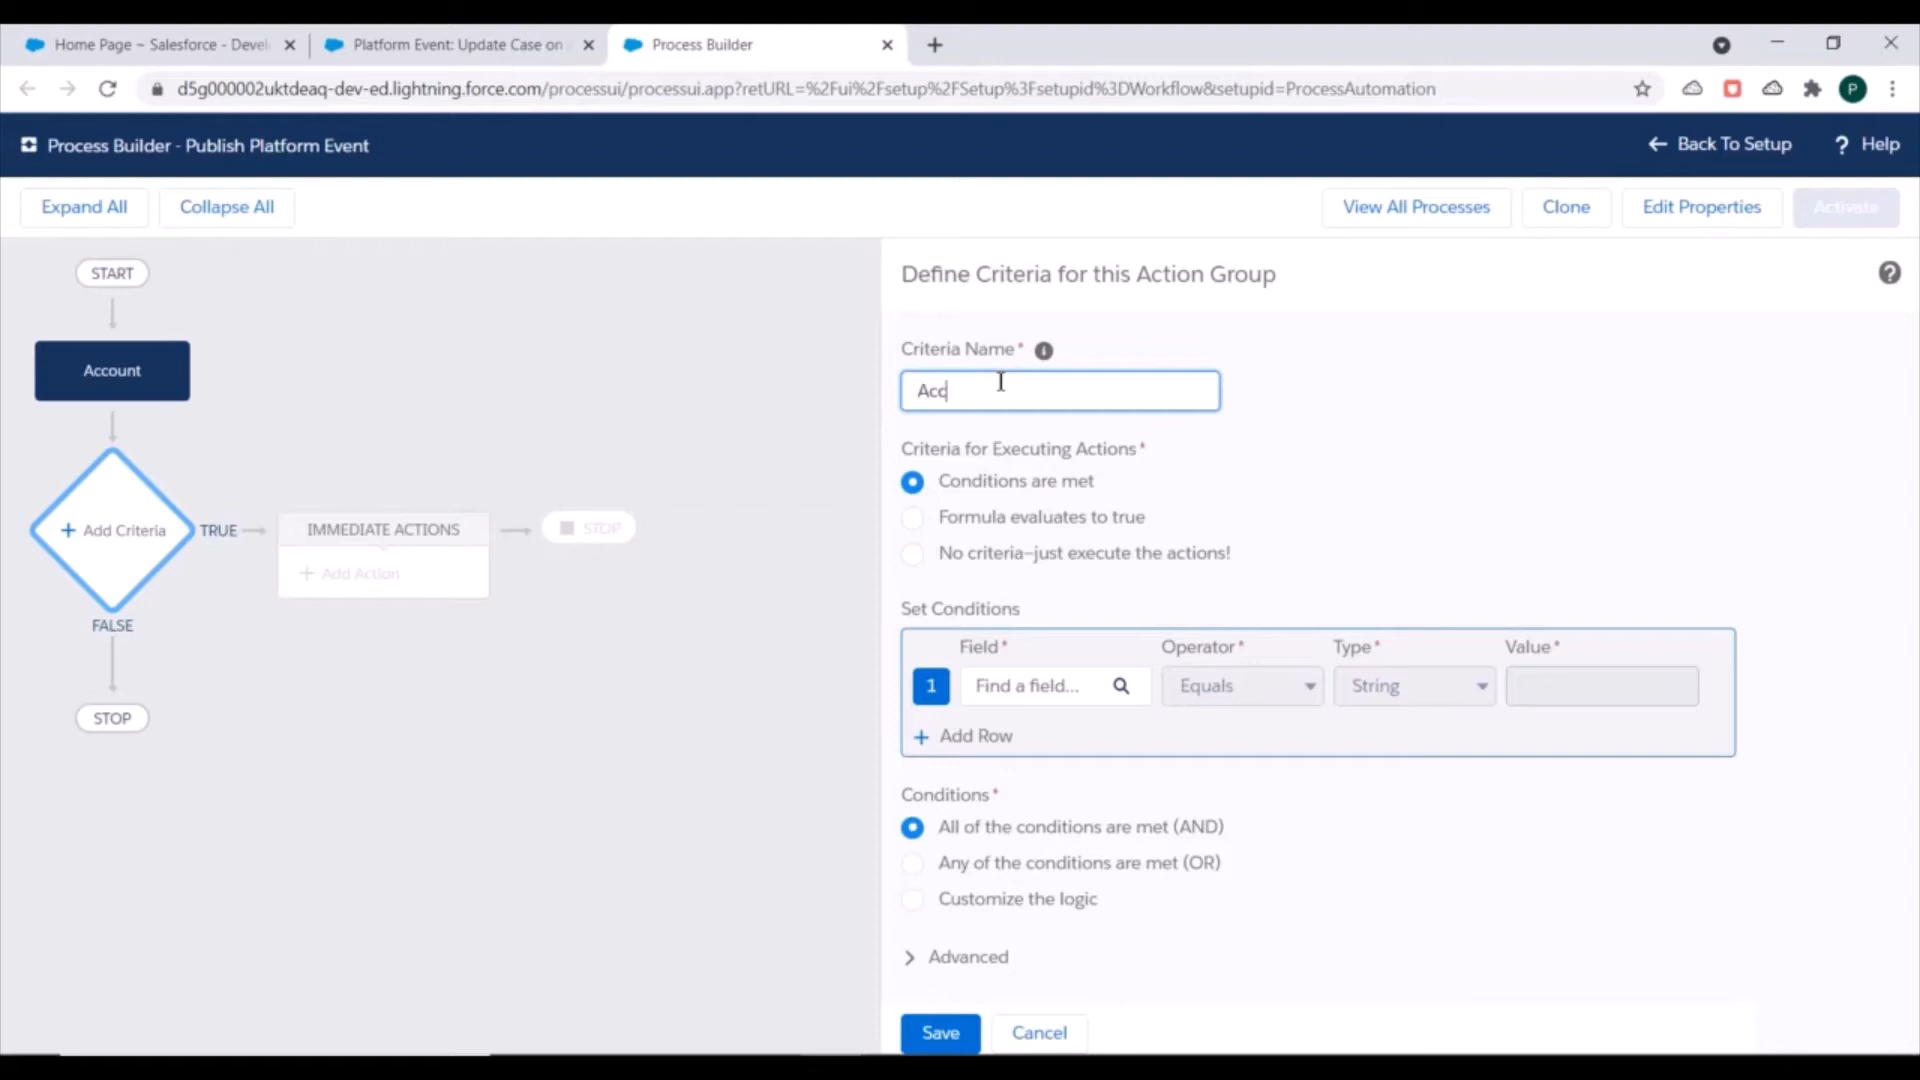 Home Page ~ Salesforce - Devel
Platform Event: Update Case on
Process Builder
d5g000002uktdeaq-dev-ed.lightning.force.com/processui/processui.app?retURL=%2Fui%2Fsetup%2FSetup%3Fsetupid%3DWorkflow&setupid=ProcessAutomation
P
Process Builder - Publish Platform Event
Back To Setup
? Help
Expand All
Collapse All
View All Processes
Clone
Edit Properties
Activate
START
Account
+ Add Criteria
TRUE
IMMEDIATE ACTIONS
+ Add Action
STOP
FALSE
STOP
Define Criteria for this Action Group
?
Criteria Name* i
Acc
Criteria for Executing Actions*
Conditions are met
Formula evaluates to true
No criteria–just execute the actions!
Set Conditions
Field* Operator* Type* Value*
1 Find a field... Equals String
+ Add Row
Conditions*
All of the conditions are met (AND)
Any of the conditions are met (OR)
Customize the logic
Advanced
Save
Cancel